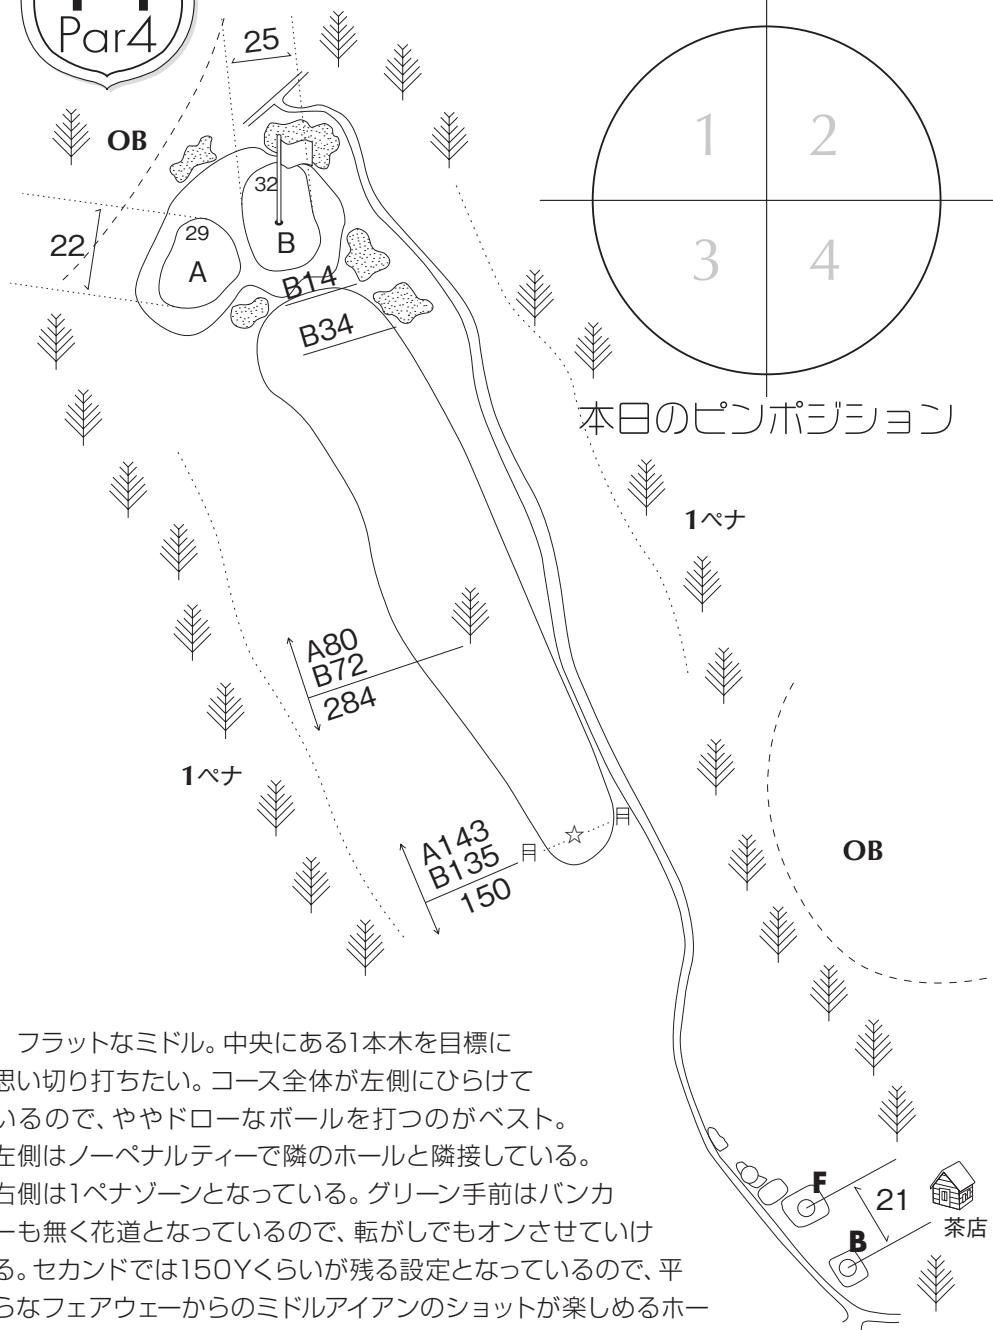 Par4
25
OB
1 2
32
22
29
B
A
3 4
B14
B34
本日のピンポジション
1ペナ
A80
B72
284
1ペナ
A143
B135
150
OB
フラットなミドル。中央にある1本木を目標に
思い切り打ちたい。コース全体が左側にひらけて
いるので、ややドローなボールを打つのがベスト。
左側はノーペナルティーで隣のホールと隣接している。
右側は1ペナゾーンとなっている。グリーン手前はバンカ
ーも無く花道となっているので、転がしでもオンさせていけ
る。セカンドでは150Yくらいが残る設定となっているので、平
らなフェアウェーからのミドルアイアンのショットが楽しめるホー
F
21
茶店
B